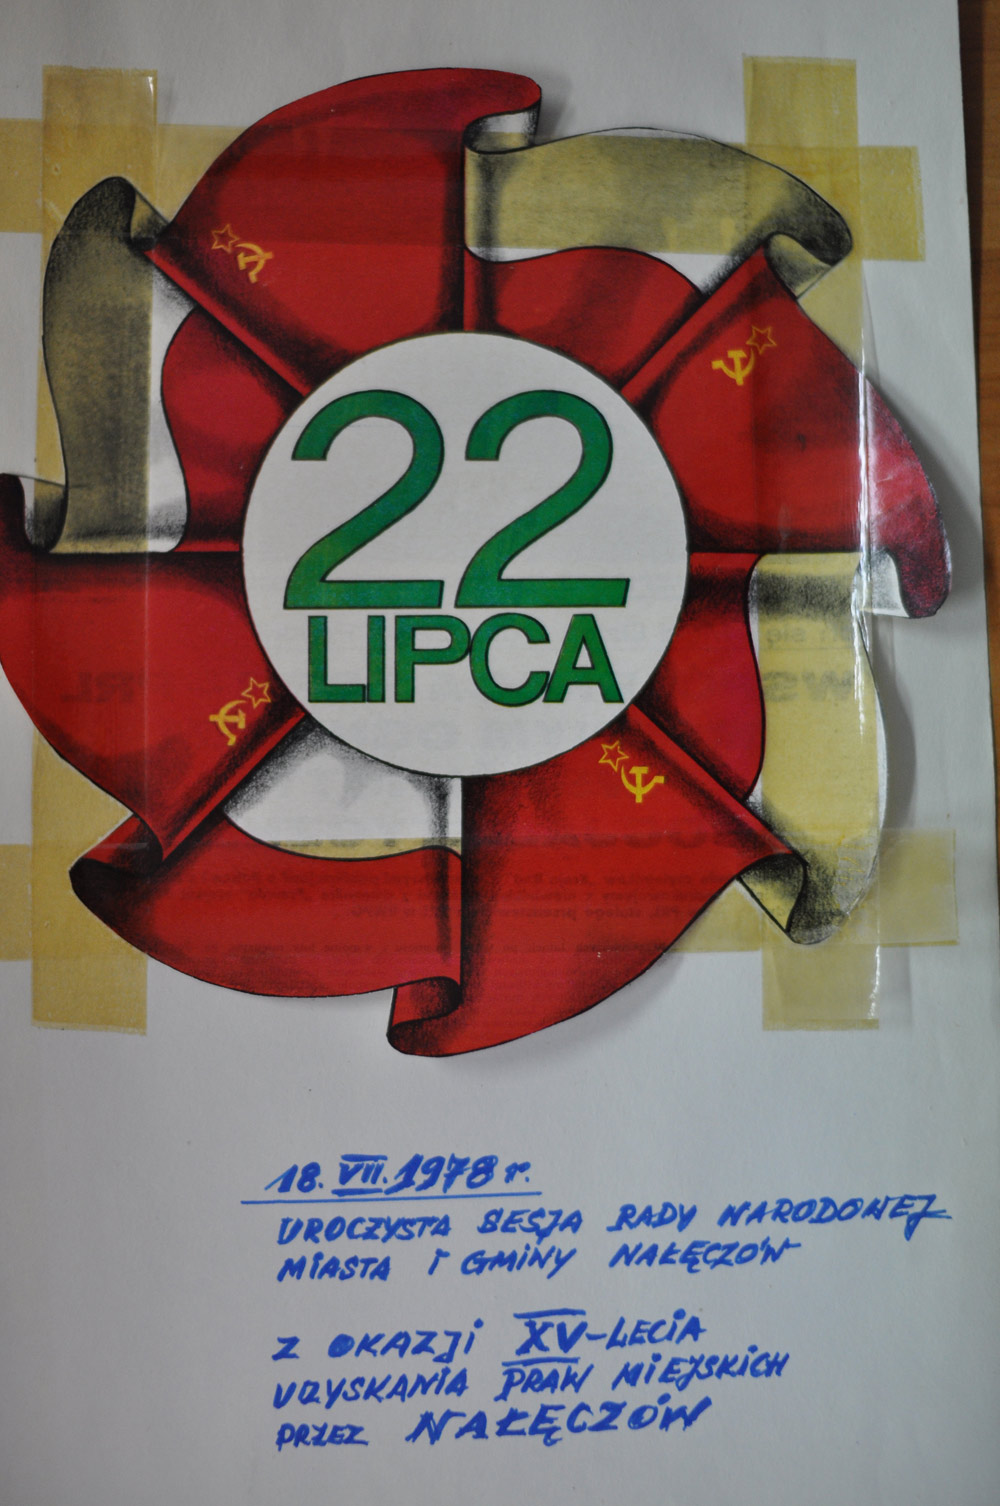 22
LIPCA
18. VII. 1978 r.
UROCZYSTA SESJA RADY NARODOWEJ
MIASTA i GMiNY NAŁĘCZÓW
Z OKAZJi XV-LECiA
UZYSKANIA PRAW MiEJSKiCH
PRZEZ NAŁĘCZÓW